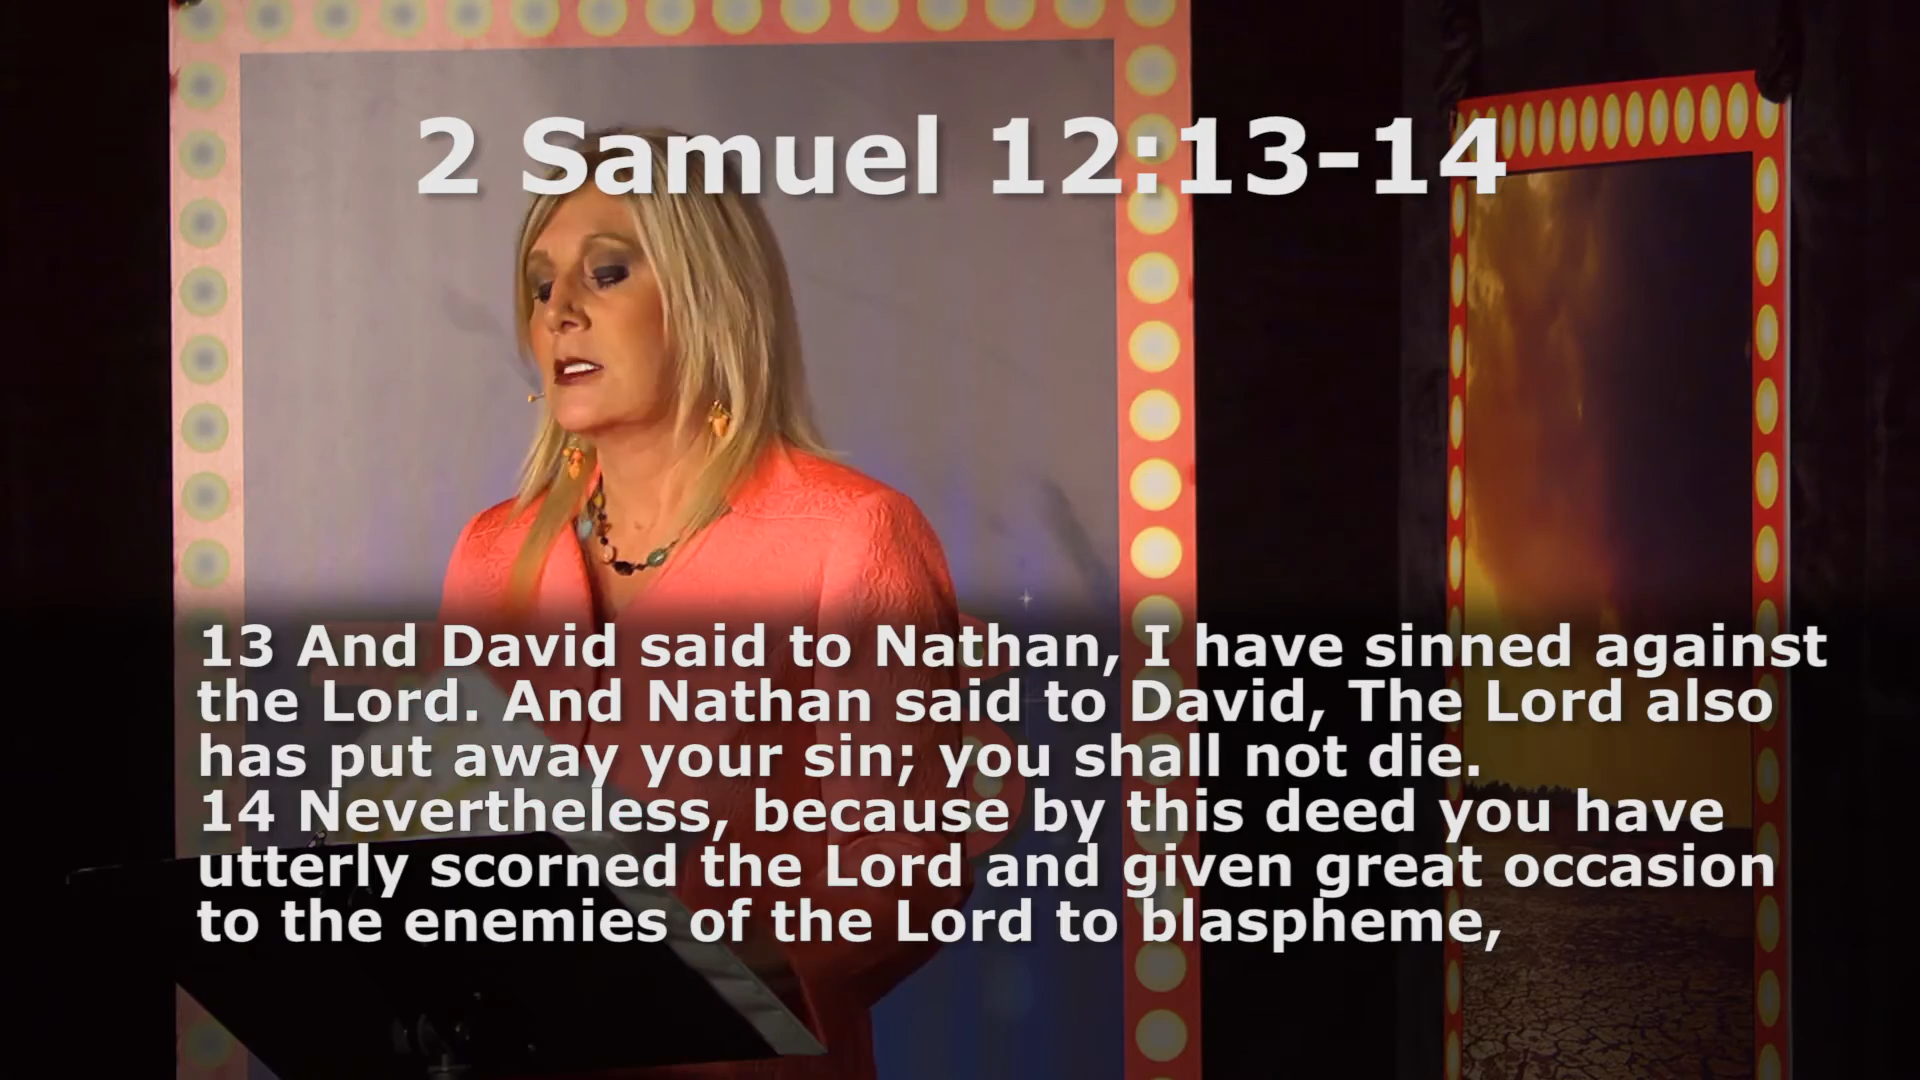 2 Samuel 12:13-14
13 And David said to Nathan, I have sinned against
the Lord. And Nathan said to David, The Lord also
has put away your sin; you shall not die.
14 Nevertheless, because by this deed you have
utterly scorned the Lord and given great occasion
to the enemies of the Lord to blaspheme,